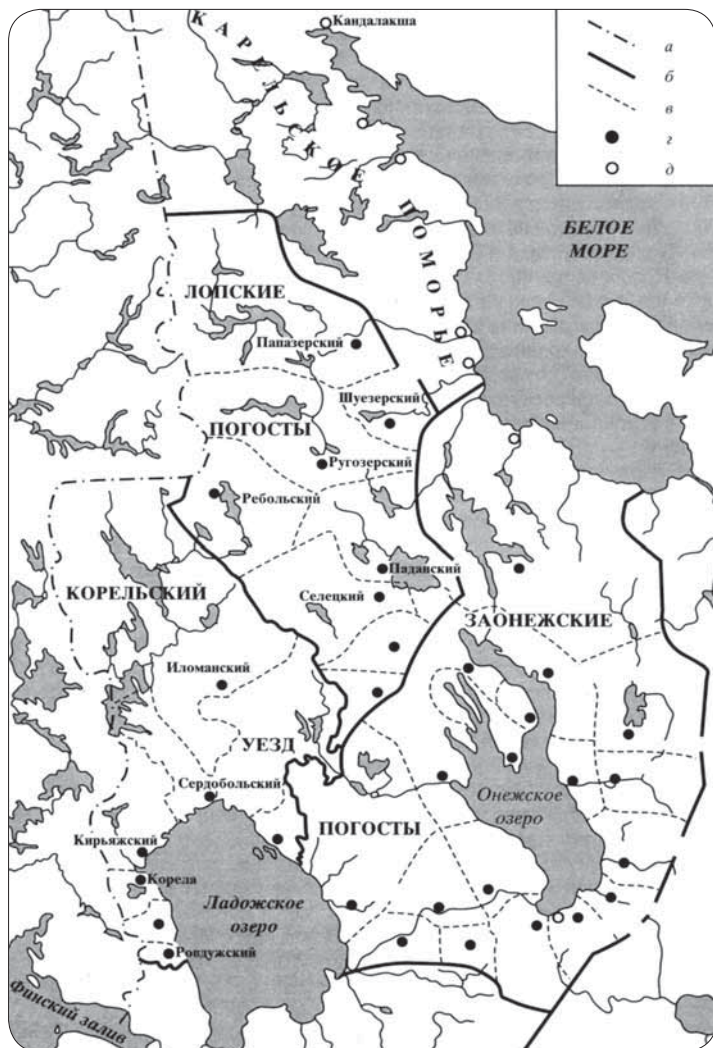 Кандалакша
КАРЕЛЬСКОЕ ПОМОРЬЕ
а
б
в
г
д
БЕЛОЕ
МОРЕ
ЛОПСКИЕ
Папазерский
Шуезерский
ПОГОСТЫ
Ругозерский
Ребольский
Паданский
КОРЕЛЬСКИЙ
Селецкий
ЗАОНЕЖСКИЕ
Иломанский
УЕЗД
Сердобольский
Онежское
озеро
ПОГОСТЫ
Кирьяжский
Корела
Ладожское
озеро
Ровдужский
Финский залив